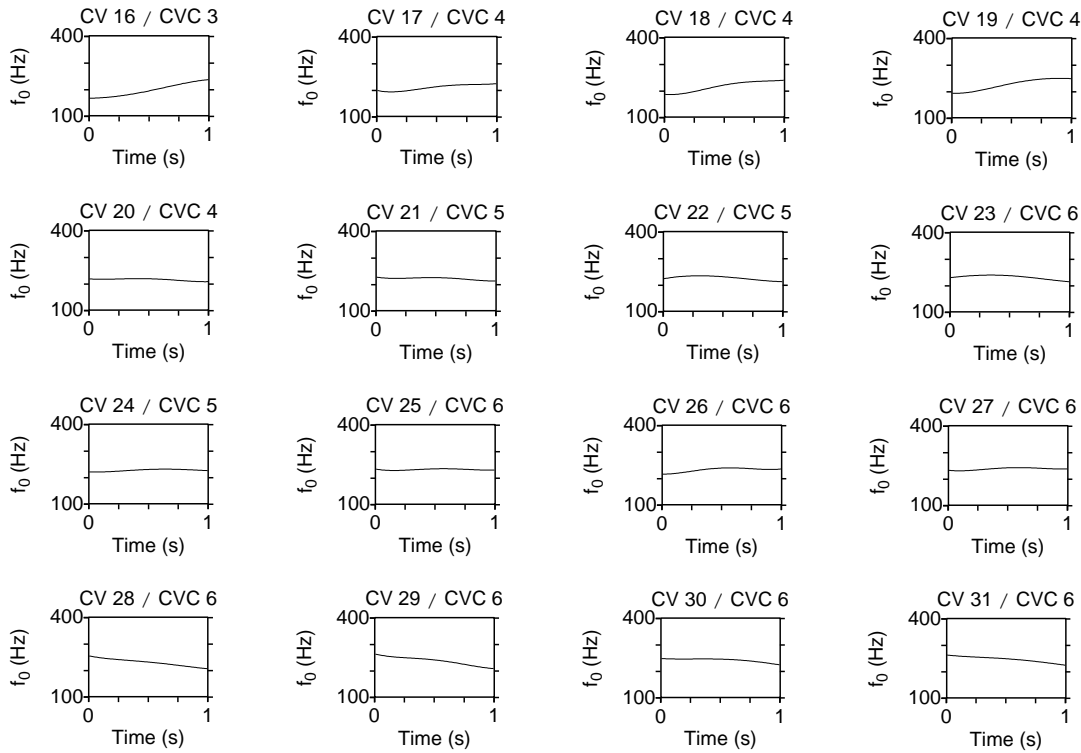 CV 16 / CVC 3
400
f0 (Hz)
100
0 1
Time (s)
CV 17 / CVC 4
400
f0 (Hz)
100
0 1
Time (s)
CV 18 / CVC 4
400
f0 (Hz)
100
0 1
Time (s)
CV 19 / CVC 4
400
f0 (Hz)
100
0 1
Time (s)
CV 20 / CVC 4
400
f0 (Hz)
100
0 1
Time (s)
CV 21 / CVC 5
400
f0 (Hz)
100
0 1
Time (s)
CV 22 / CVC 5
400
f0 (Hz)
100
0 1
Time (s)
CV 23 / CVC 6
400
f0 (Hz)
100
0 1
Time (s)
CV 24 / CVC 5
400
f0 (Hz)
100
0 1
Time (s)
CV 25 / CVC 6
400
f0 (Hz)
100
0 1
Time (s)
CV 26 / CVC 6
400
f0 (Hz)
100
0 1
Time (s)
CV 27 / CVC 6
400
f0 (Hz)
100
0 1
Time (s)
CV 28 / CVC 6
400
f0 (Hz)
100
0 1
Time (s)
CV 29 / CVC 6
400
f0 (Hz)
100
0 1
Time (s)
CV 30 / CVC 6
400
f0 (Hz)
100
0 1
Time (s)
CV 31 / CVC 6
400
f0 (Hz)
100
0 1
Time (s)